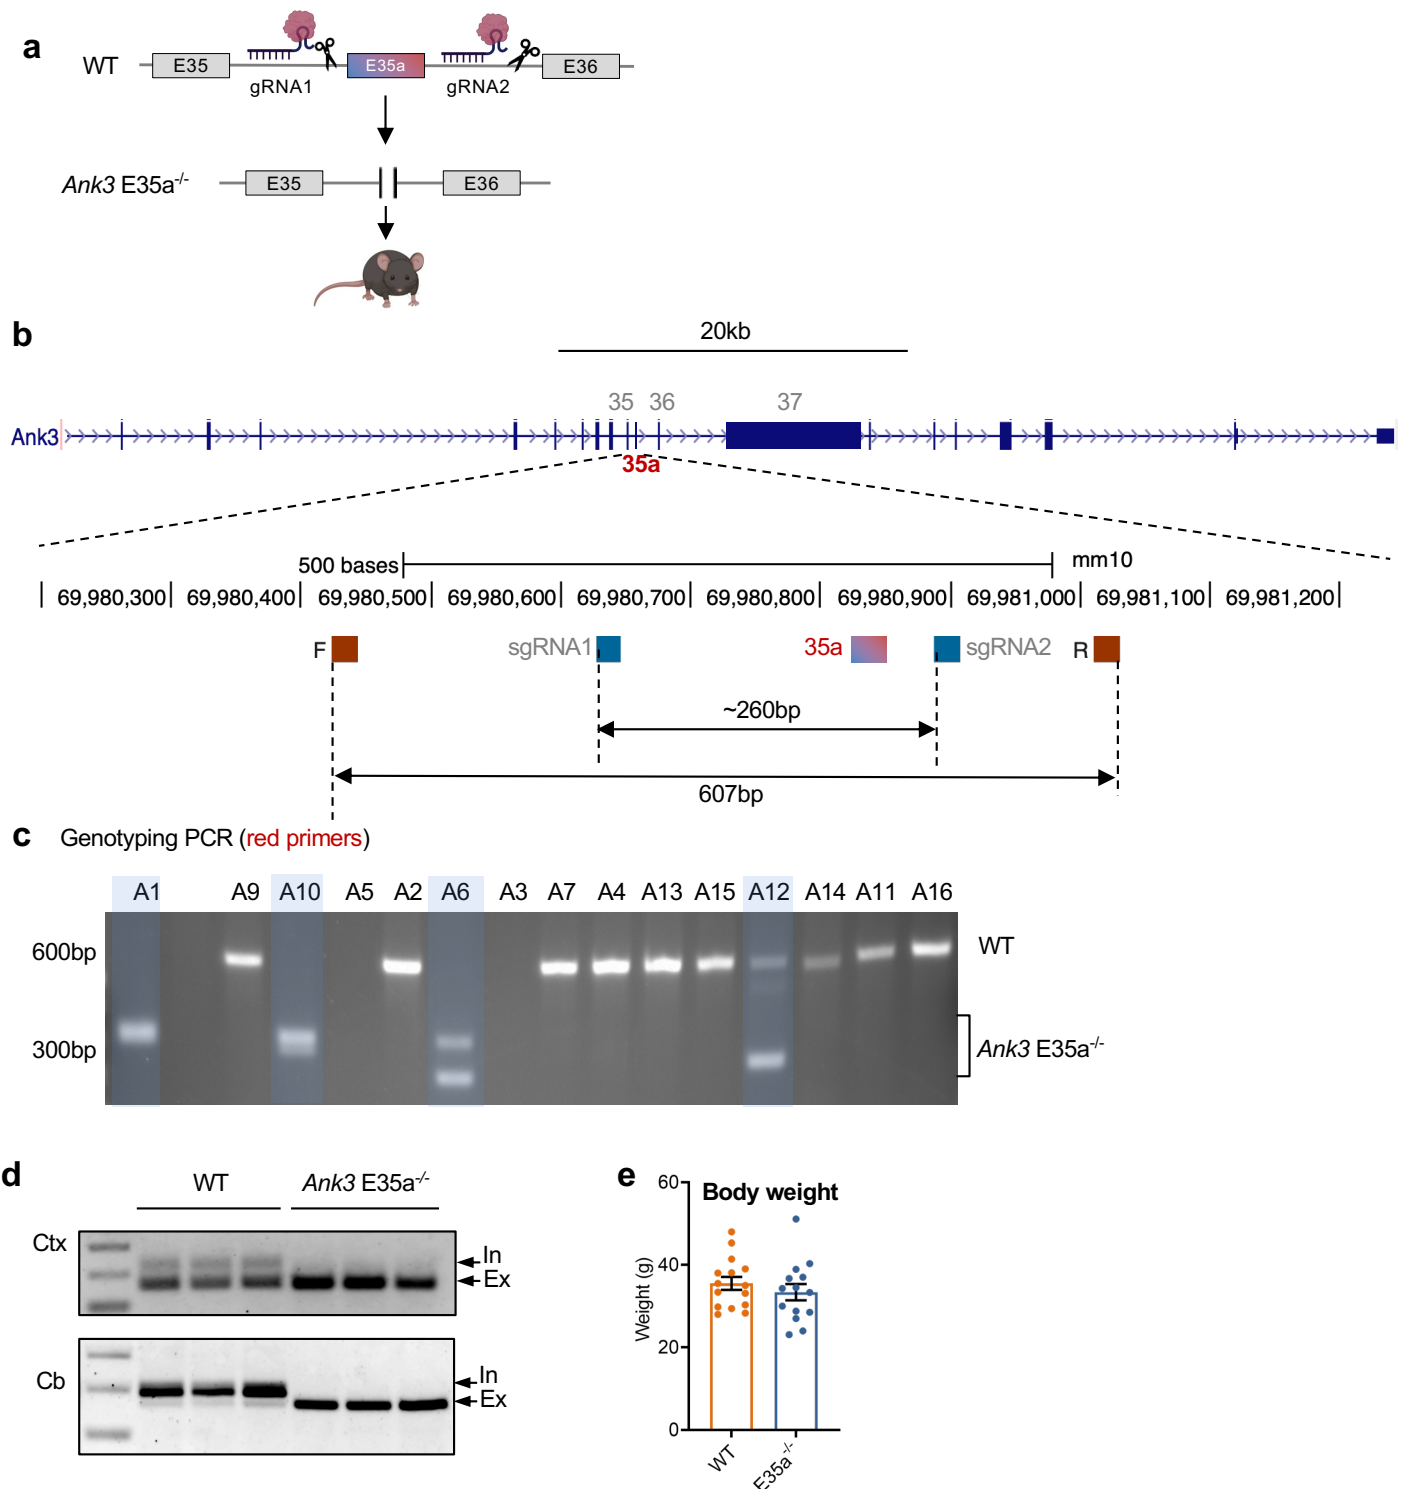 a
WT
E35
E35a
E36
gRNA1
gRNA2
Ank3 E35a-/-
E35
E36
b
20kb
35
36
37
Ank3
35a
500 bases
mm10
69,980,300 69,980,400 69,980,500 69,980,600 69,980,700 69,980,800 69,980,900 69,981,000 69,981,100 69,981,200
F
sgRNA1
35a
sgRNA2
R
~260bp
607bp
c
Genotyping PCR (red primers)
A1 A9 A10 A5 A2 A6 A3 A7 A4 A13 A15 A12 A14 A11 A16
600bp
WT
300bp
Ank3 E35a-/-
d
WT
Ank3 E35a-/-
Ctx
In
Ex
Cb
In
Ex
e
Body weight
Weight (g)
60
40
20
0
WT
E35a-/-